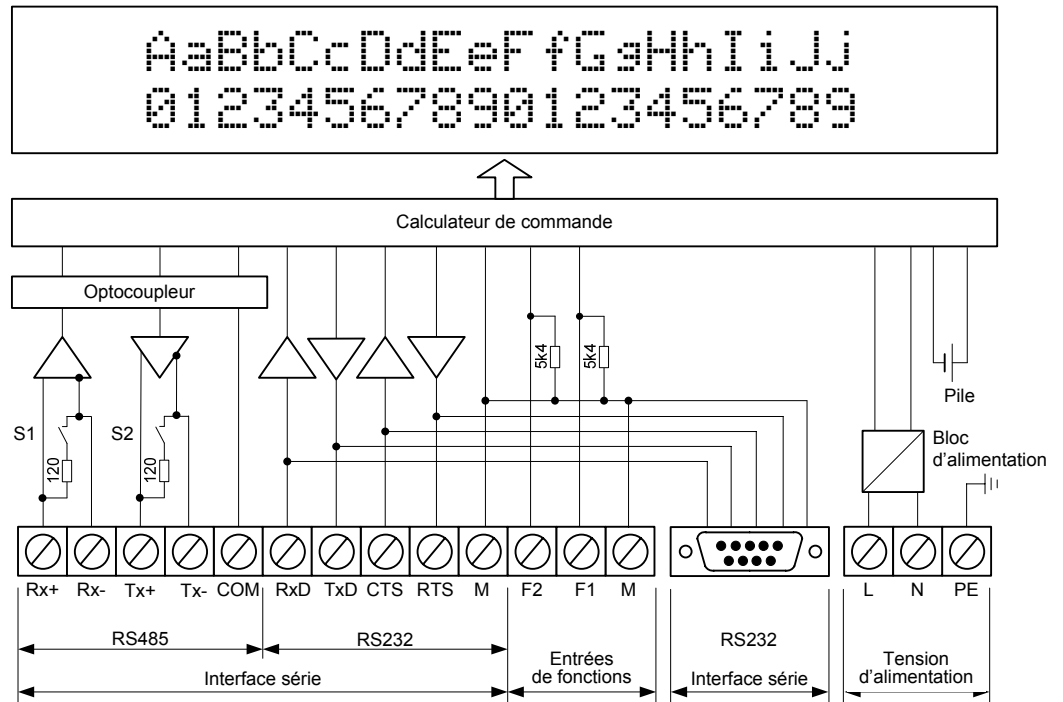 AaBbCcDdEeFfGgHhIiJj
01234567890123456789
Calculateur de commande
Optocoupleur
5k4
5k4
Pile
S1
S2
120
120
Bloc
d'alimentation
Rx+ Rx- Tx+ Tx- COM RxD TxD CTS RTS M F2 F1 M L N PE
RS485
RS232
Entrées
de fonctions
RS232
Tension
d'alimentation
Interface série
Interface série